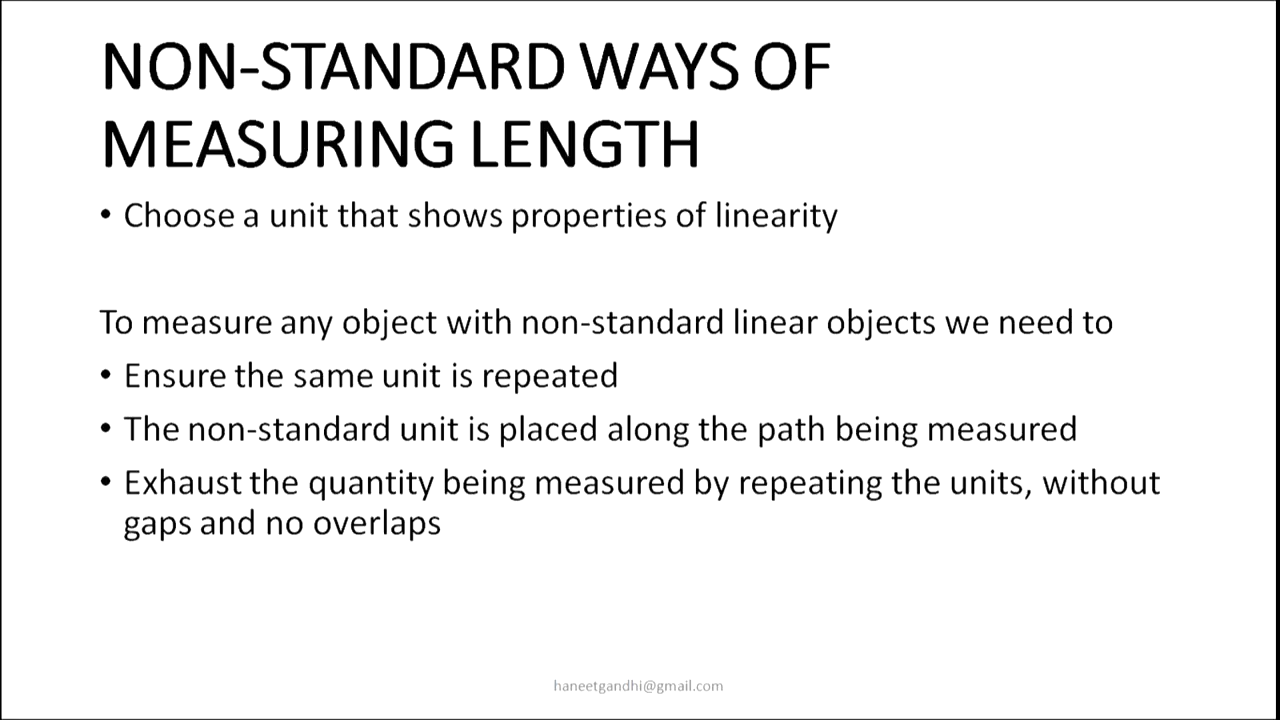 NON-STANDARD WAYS OF
MEASURING LENGTH
• Choose a unit that shows properties of linearity
To measure any object with non-standard linear objects we need to
• Ensure the same unit is repeated
• The non-standard unit is placed along the path being measured
• Exhaust the quantity being measured by repeating the units, without
gaps and no overlaps
haneetgandhi@gmail.com